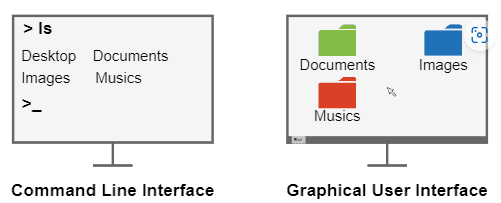 > ls
Desktop Documents
Images Musics
>_
Command Line Interface
Documents Images
Musics
Graphical User Interface